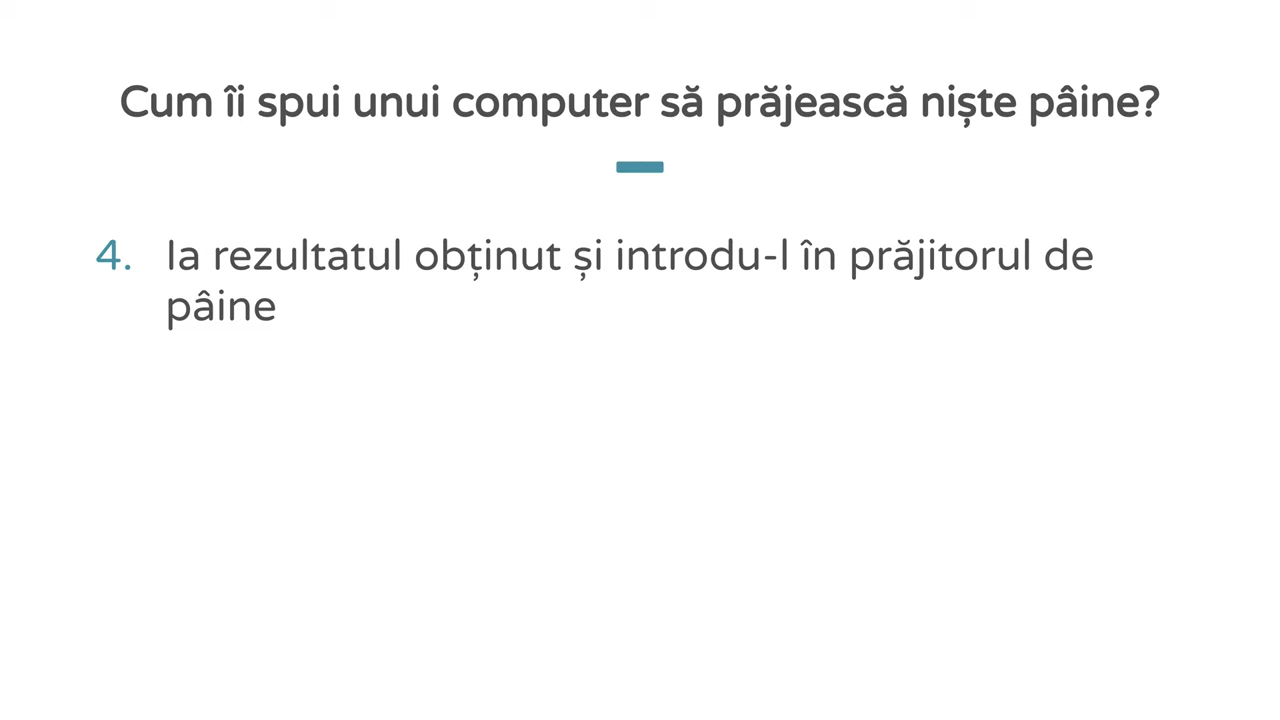 Cum îi spui unui computer să prăjească niște pâine?
4. Ia rezultatul obținut și introdu-l în prăjitorul de
pâine